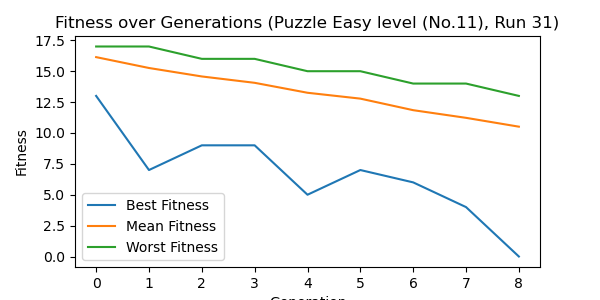 Fitness over Generations (Puzzle Easy level (No.11), Run 31)
17.5
15.0
12.5
10.0
7.5
5.0
2.5
0.0
Fitness
Best Fitness
Mean Fitness
Worst Fitness
0 1 2 3 4 5 6 7 8
Generation